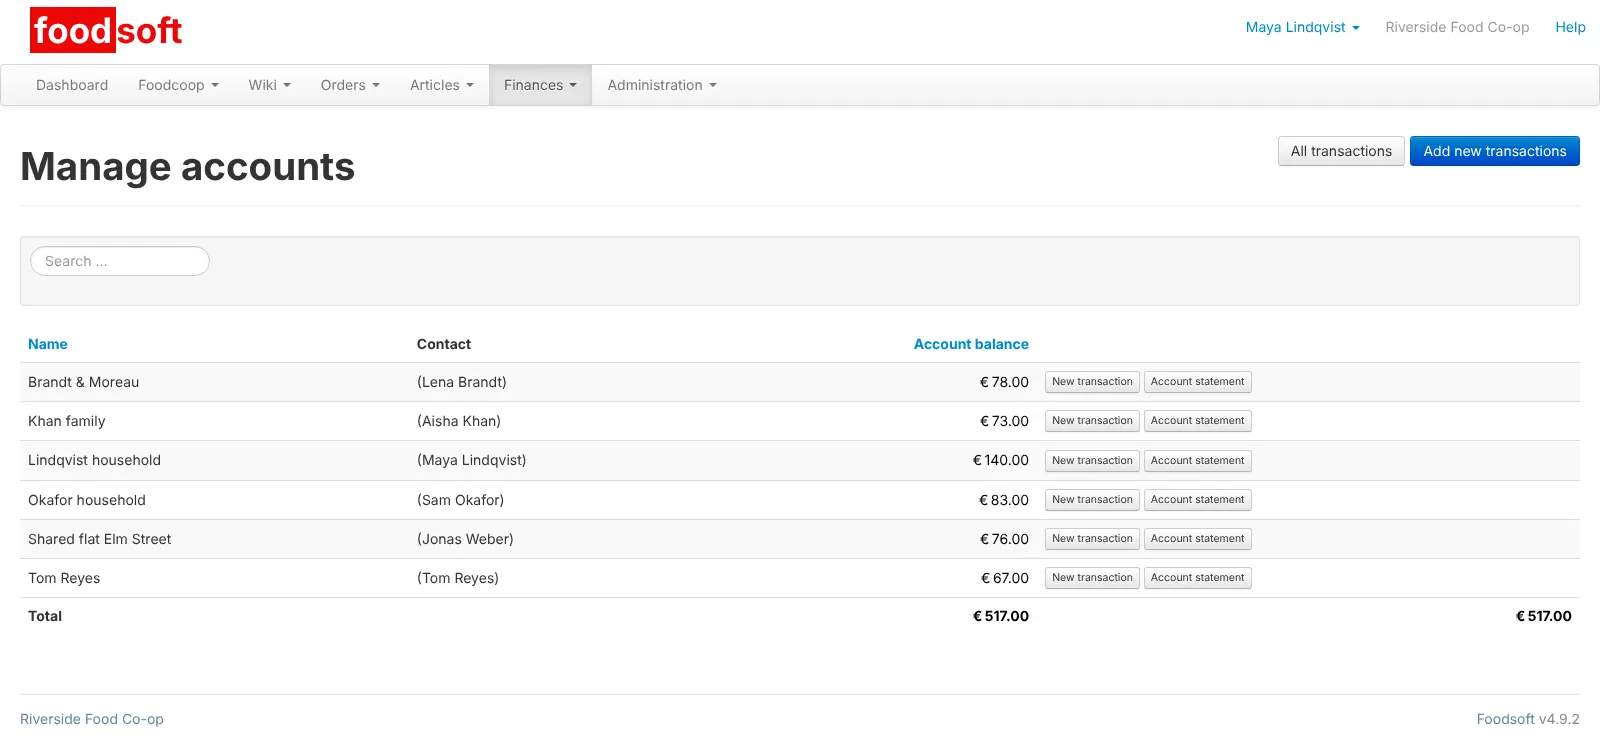 foodsoft
Maya Lindqvist Riverside Food Co-op Help
Dashboard Foodcoop Wiki Orders Articles Finances Administration
Manage accounts
All transactions Add new transactions
Search ...
Name Contact Account balance
Brandt & Moreau (Lena Brandt) € 78.00 New transaction Account statement
Khan family (Aisha Khan) € 73.00 New transaction Account statement
Lindqvist household (Maya Lindqvist) € 140.00 New transaction Account statement
Okafor household (Sam Okafor) € 83.00 New transaction Account statement
Shared flat Elm Street (Jonas Weber) € 76.00 New transaction Account statement
Tom Reyes (Tom Reyes) € 67.00 New transaction Account statement
Total € 517.00 € 517.00
Riverside Food Co-op Foodsoft v4.9.2